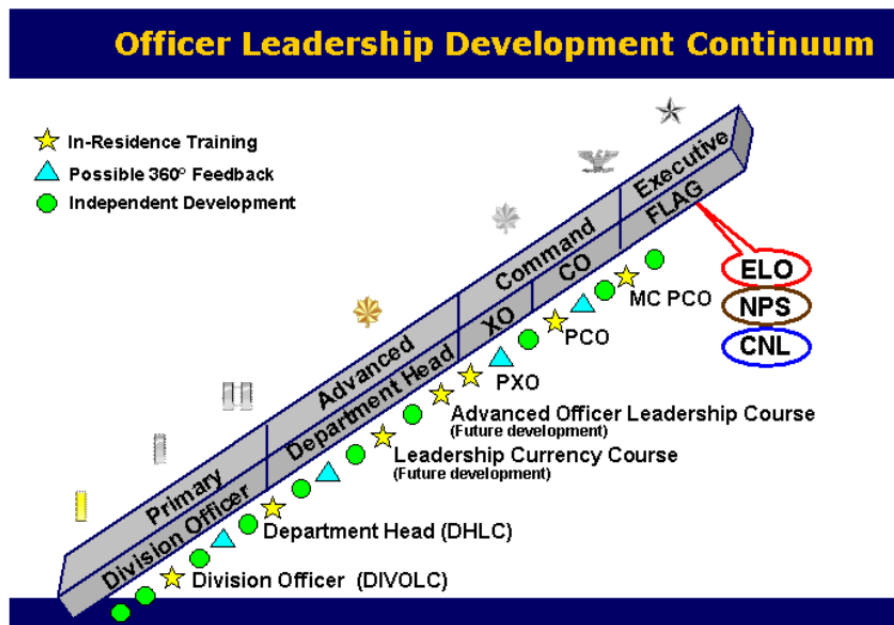 Officer Leadership Development Continuum
In-Residence Training
Possible 360° Feedback
Independent Development
Executive
FLAG
Command
CO
XO
Advanced
Department Head
Primary
Division Officer
ELO
NPS
CNL
MC PCO
PCO
PXO
Advanced Officer Leadership Course
(Future development)
Leadership Currency Course
(Future development)
Department Head (DHLC)
Division Officer (DIVOLC)